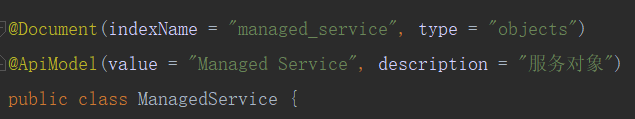 @Document(indexName = "managed_service", type = "objects")
@ApiModel(value = "Managed Service", description = "服务对象")
public class ManagedService {